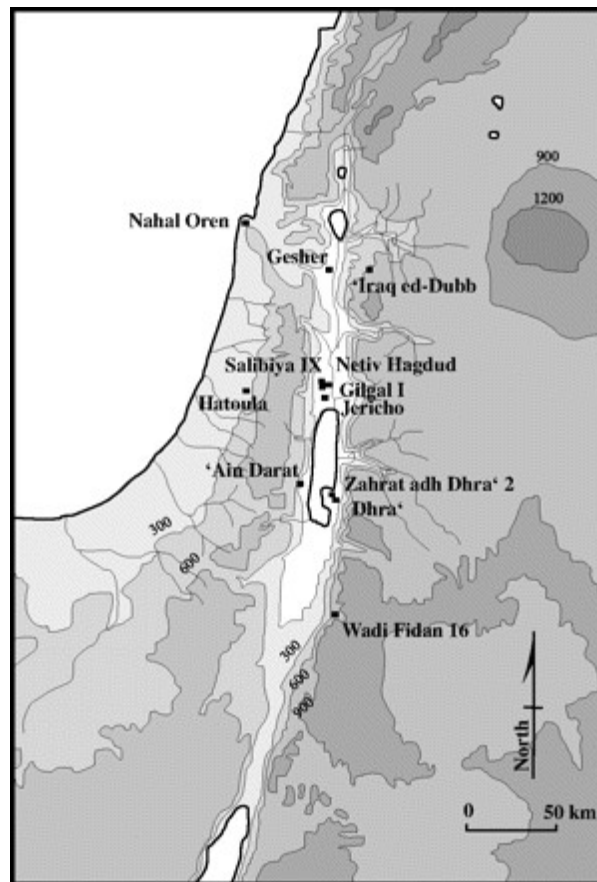 900
1200
Nahal Oren
Gesher
‘Iraq ed-Dubb
Salibiya IX
Netiv Hagdud
Gilgal I
Hatoula
Jericho
‘Ain Darat
Zahrat adh Dhra‘ 2
Dhra‘
300
600
Wadi Fidan 16
300
600
900
North
0 50 km